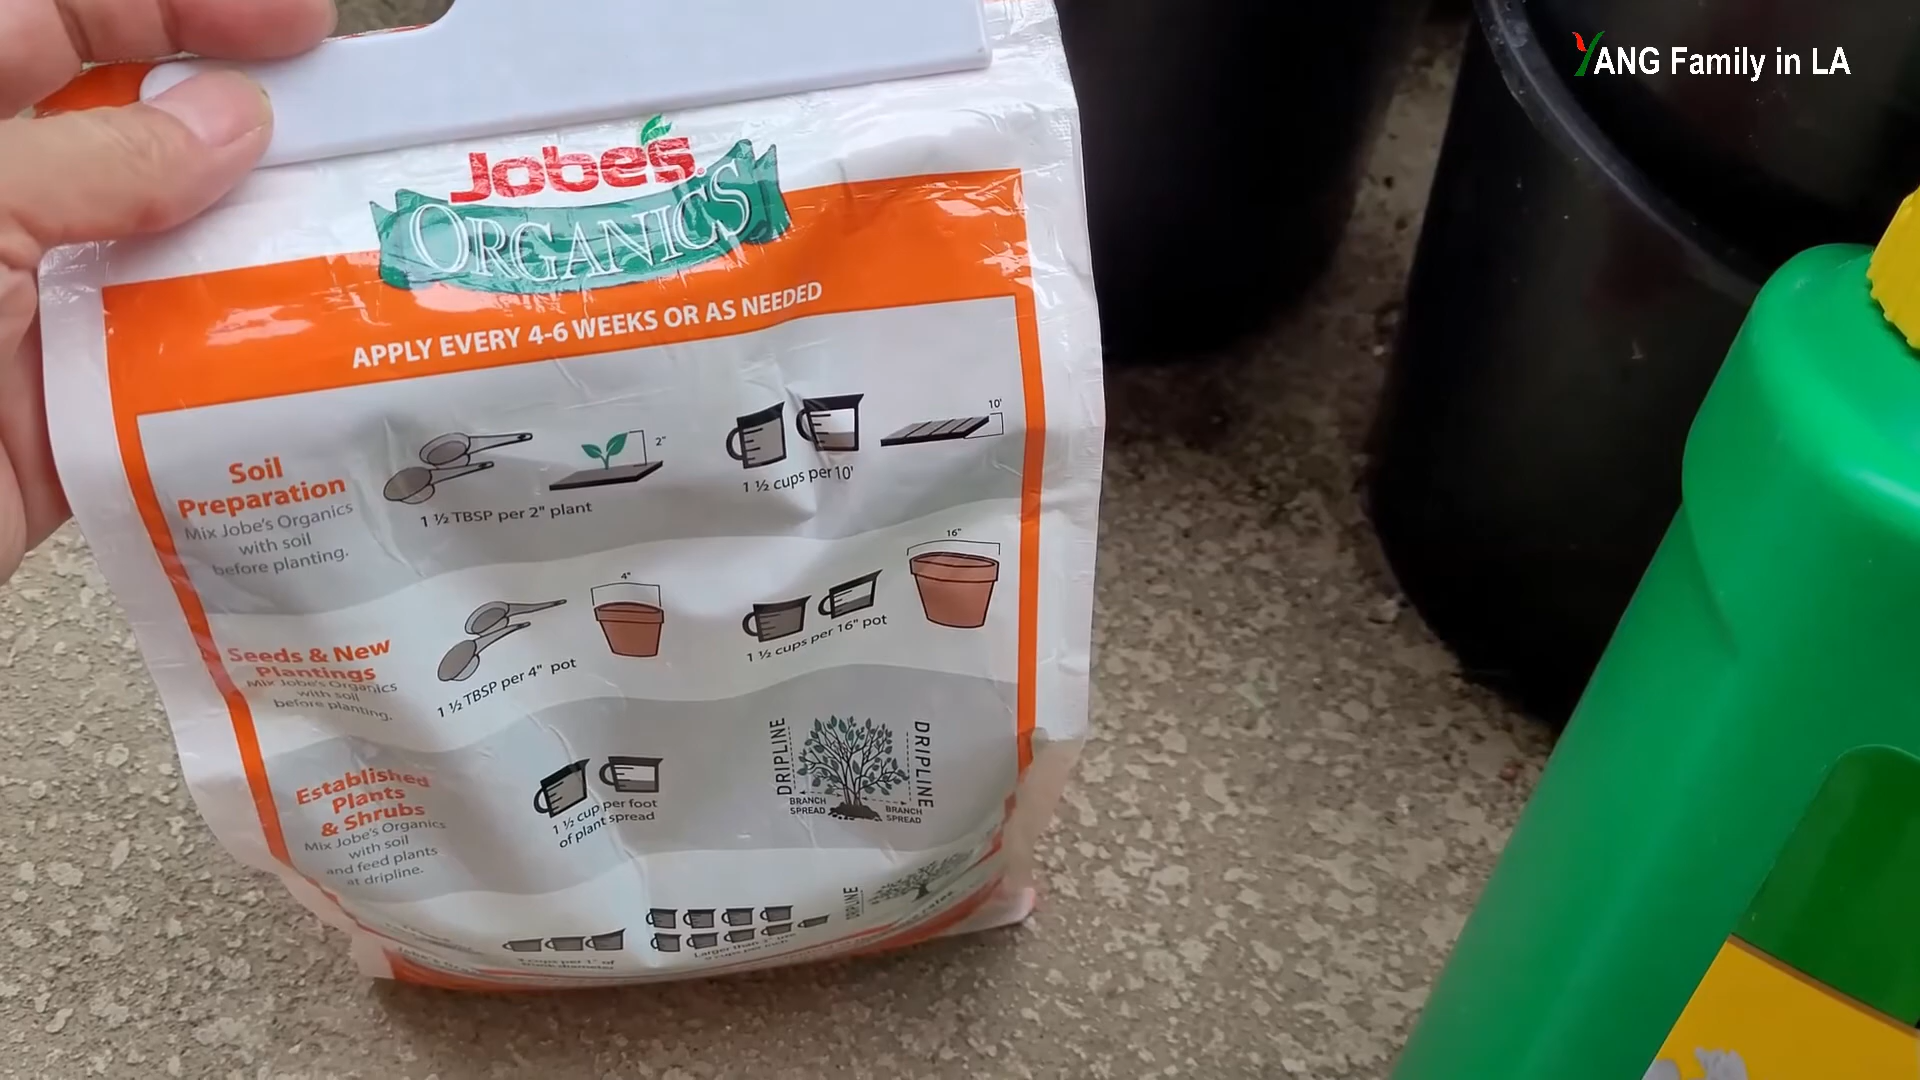 YANG Family in LA
Jobe's
ORGANICS
APPLY EVERY 4-6 WEEKS OR AS NEEDED
Soil
Preparation
Mix Jobe's Organics
with soil
before planting.
2"
1 ½ TBSP per 2" plant
10'
1 ½ cups per 10'
Seeds & New
Plantings
Mix Jobe's Organics
with soil
before planting.
4"
1 ½ TBSP per 4" pot
16"
1 ½ cups per 16" pot
Established
Plants
& Shrubs
Mix Jobe's Organics
with soil
and feed plants
at dripline.
1 ½ cup per foot
of plant spread
DRIPLINE
DRIPLINE
BRANCH
SPREAD
BRANCH
SPREAD
DRIPLINE
Larger than